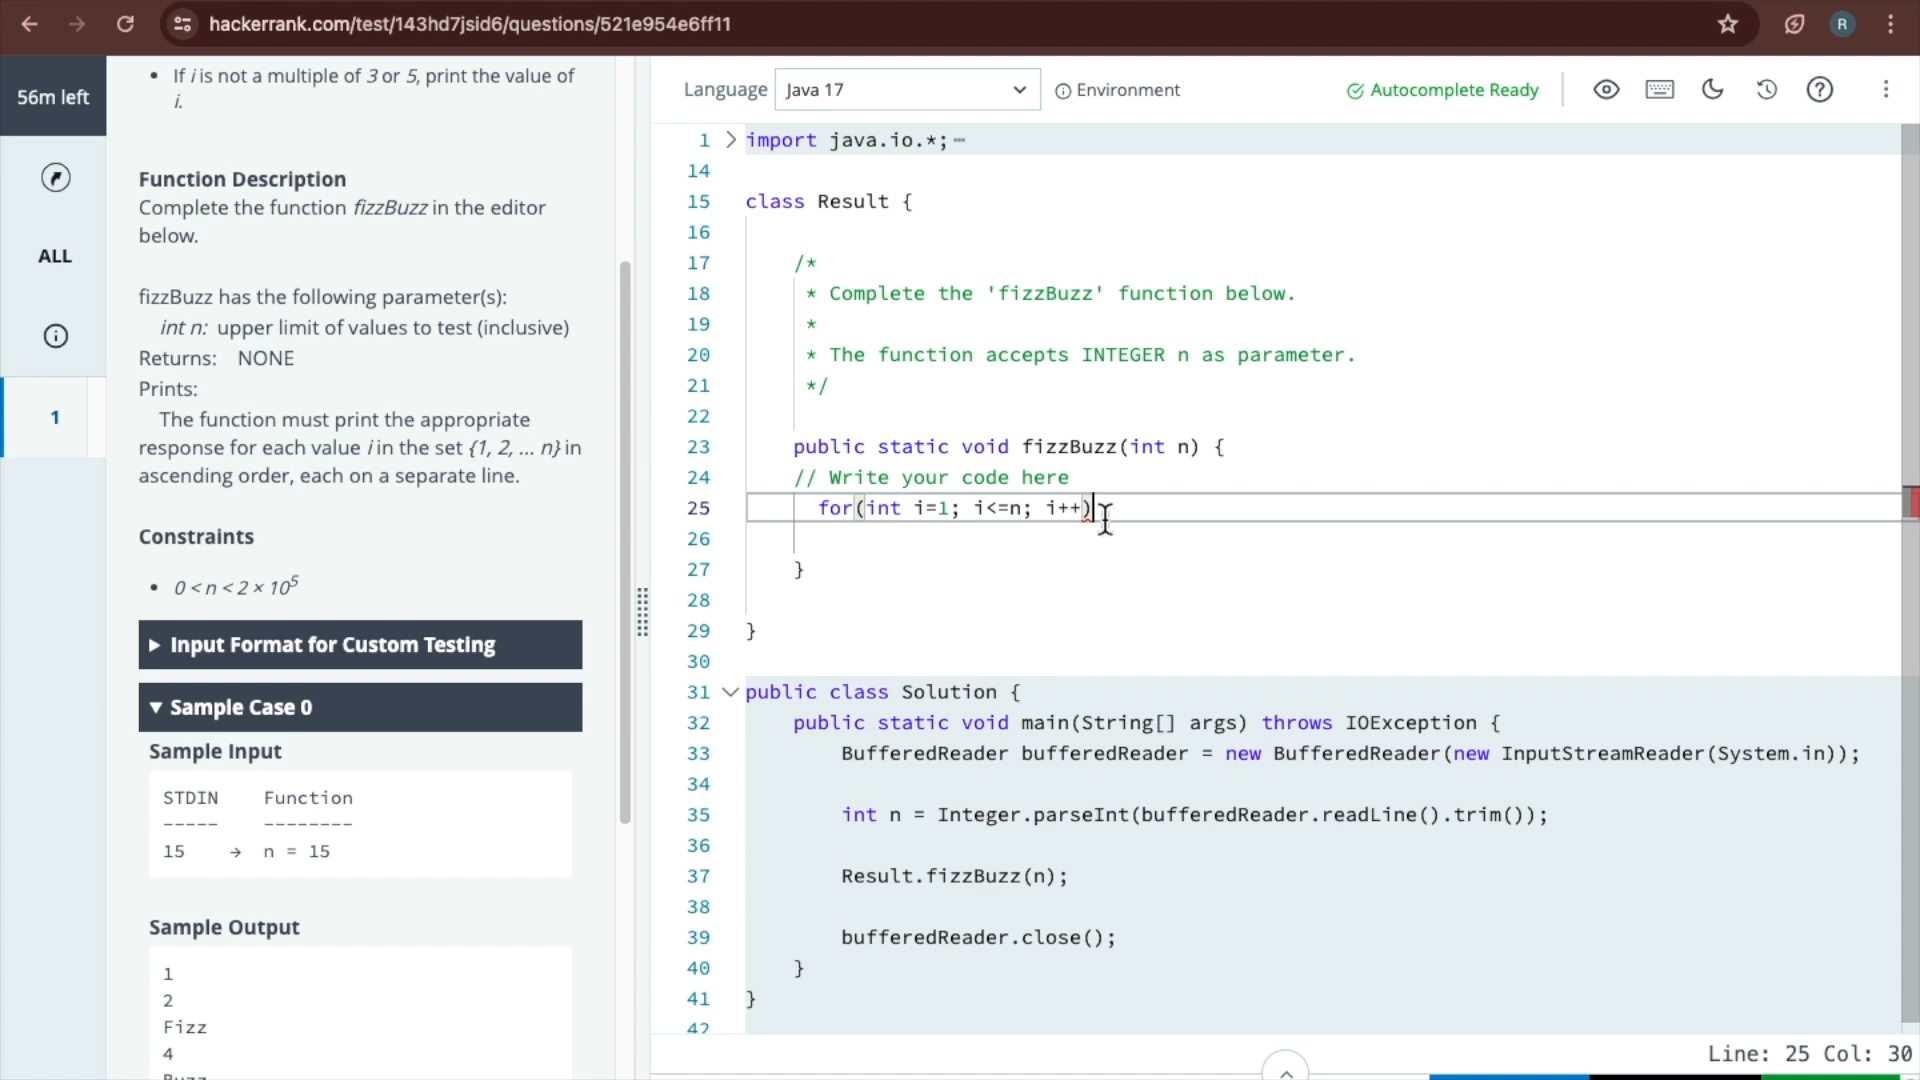 hackerrank.com/test/143hd7jsid6/questions/521e954e6ff11
R
56m left
ALL
1
• If i is not a multiple of 3 or 5, print the value of
i.
Function Description
Complete the function fizzBuzz in the editor
below.
fizzBuzz has the following parameter(s):
int n: upper limit of values to test (inclusive)
Returns: NONE
Prints:
The function must print the appropriate
response for each value i in the set {1, 2, ... n} in
ascending order, each on a separate line.
Constraints
• 0 < n < 2 × 10^5
Input Format for Custom Testing
Sample Case 0
Sample Input
STDIN Function
----- --------
15 → n = 15
Sample Output
1
2
Fizz
4
Buzz
Language Java 17 Environment Autocomplete Ready
1 import java.io.*;
14
15 class Result {
16
17 /*
18 * Complete the 'fizzBuzz' function below.
19 *
20 * The function accepts INTEGER n as parameter.
21 */
22
23 public static void fizzBuzz(int n) {
24 // Write your code here
25 for(int i=1; i<=n; i++)
26
27 }
28
29 }
30
31 public class Solution {
32 public static void main(String[] args) throws IOException {
33 BufferedReader bufferedReader = new BufferedReader(new InputStreamReader(System.in));
34
35 int n = Integer.parseInt(bufferedReader.readLine().trim());
36
37 Result.fizzBuzz(n);
38
39 bufferedReader.close();
40 }
41 }
42
Line: 25 Col: 30